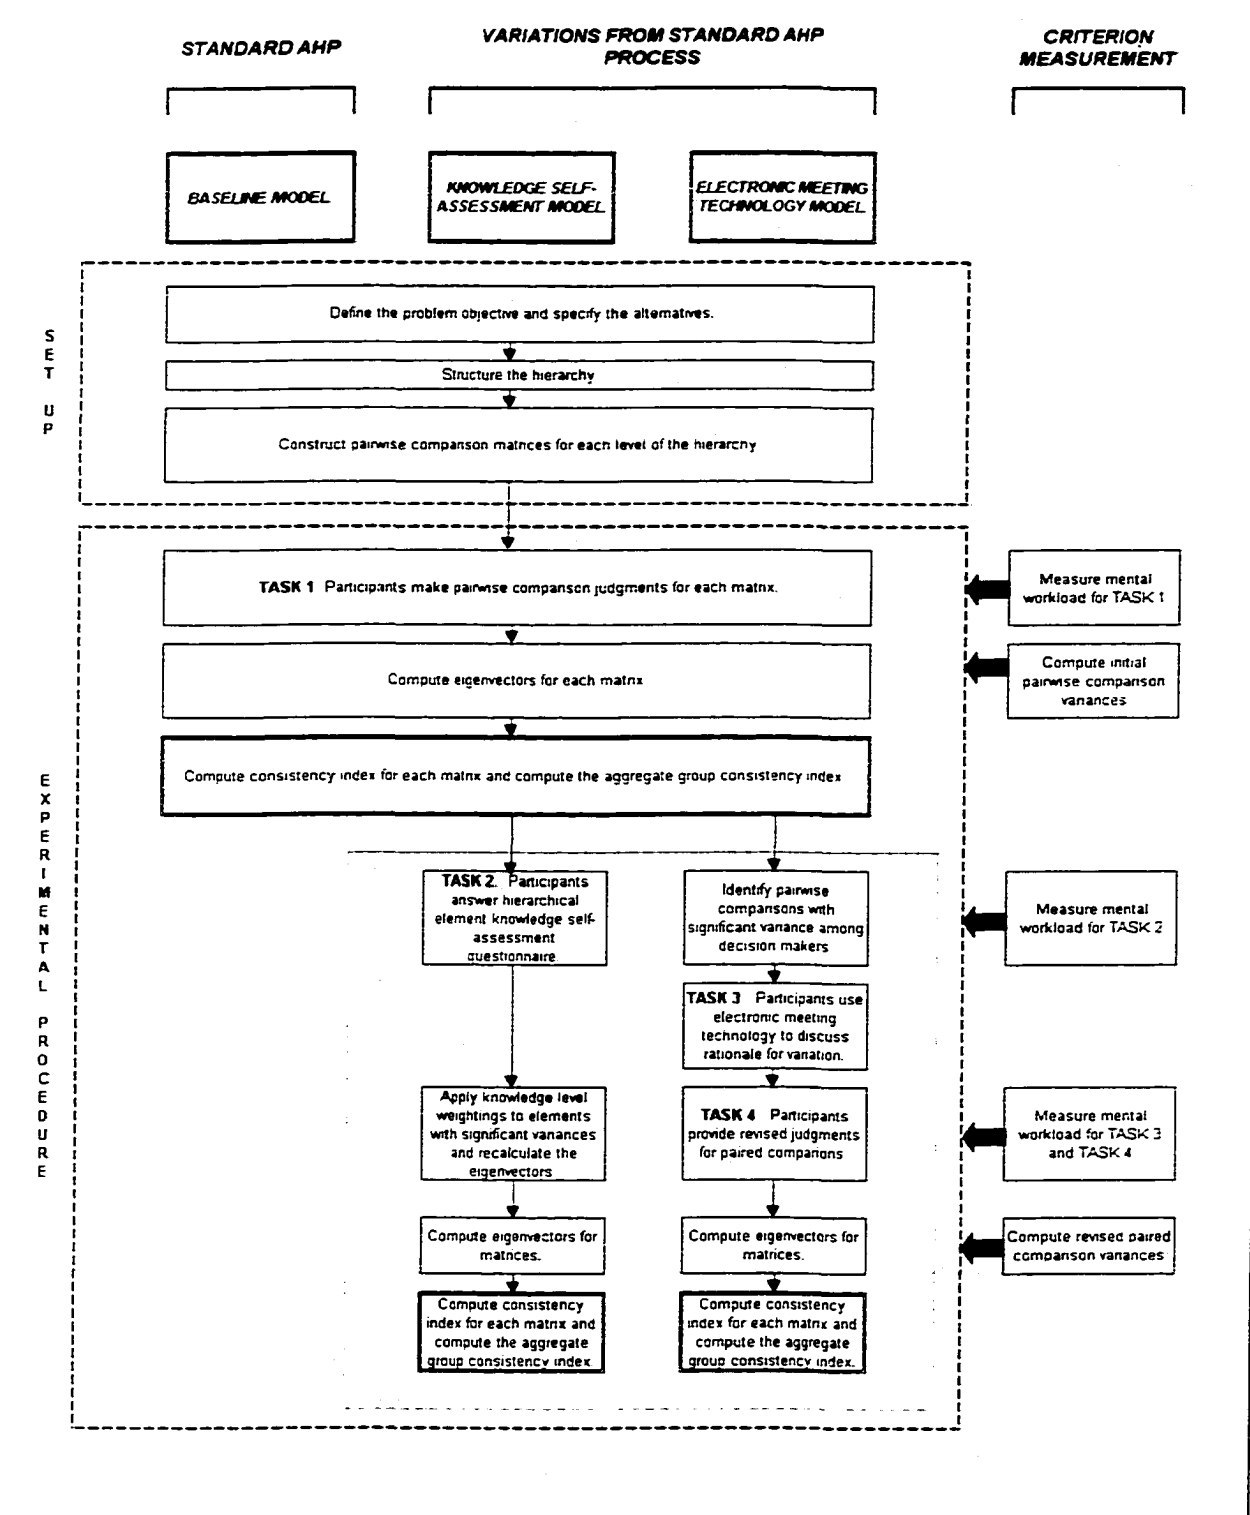 STANDARD AHP
VARIATIONS FROM STANDARD AHP
PROCESS
CRITERION
MEASUREMENT
BASELINE MODEL
KNOWLEDGE SELF-
ASSESSMENT MODEL
ELECTRONIC MEETING
TECHNOLOGY MODEL
SET UP
Define the problem objective and specify the alternatives.
Structure the hierarchy
Construct pairwise comparison matrices for each level of the hierarchy
EXPERIMENTAL PROCEDURE
TASK 1 Participants make pairwise comparison judgments for each matrix.
Measure mental
workload for TASK 1
Compute eigenvectors for each matrix
Compute initial
pairwise comparison
variances
Compute consistency index for each matrix and compute the aggregate group consistency index
TASK 2. Participants
answer hierarchical
element knowledge self-
assessment
questionnaire
Identify pairwise
comparisons with
significant variance among
decision makers
Measure mental
workload for TASK 2
TASK 3 Participants use
electronic meeting
technology to discuss
rationale for variation.
Apply knowledge level
weightings to elements
with significant variances
and recalculate the
eigenvectors
TASK 4 Participants
provide revised judgments
for paired comparions
Measure mental
workload for TASK 3
and TASK 4
Compute eigenvectors for
matrices.
Compute eigenvectors for
matrices.
Compute revised paired
comparison variances
Compute consistency
index for each matrix and
compute the aggregate
group consistency index
Compute consistency
index for each matrix and
compute the aggregate
group consistency index.